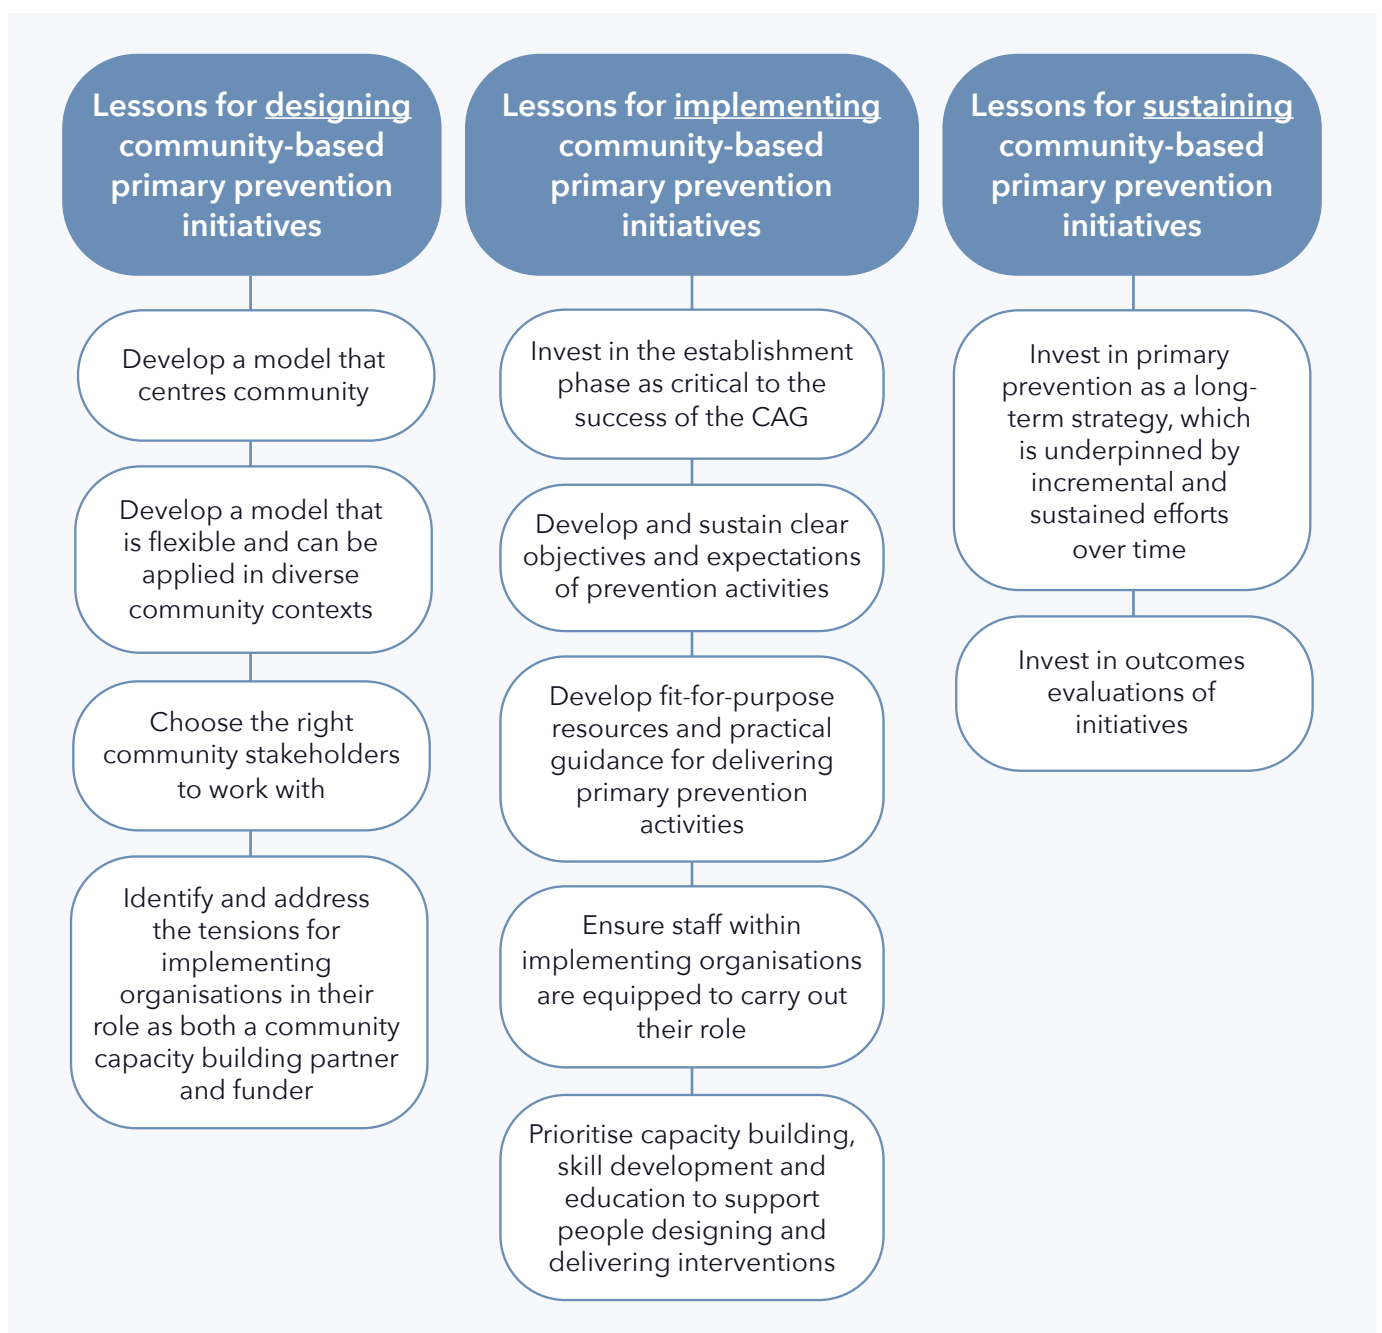 Lessons for designing
community-based
primary prevention
initiatives
Develop a model that
centres community
Develop a model that
is flexible and can be
applied in diverse
community contexts
Choose the right
community stakeholders
to work with
Identify and address
the tensions for
implementing
organisations in their
role as both a community
capacity building partner
and funder
Lessons for implementing
community-based
primary prevention
initiatives
Invest in the establishment
phase as critical to the
success of the CAG
Develop and sustain clear
objectives and expectations
of prevention activities
Develop fit-for-purpose
resources and practical
guidance for delivering
primary prevention
activities
Ensure staff within
implementing organisations
are equipped to carry out
their role
Prioritise capacity building,
skill development and
education to support
people designing and
delivering interventions
Lessons for sustaining
community-based
primary prevention
initiatives
Invest in primary
prevention as a long-
term strategy, which
is underpinned by
incremental and
sustained efforts
over time
Invest in outcomes
evaluations of
initiatives